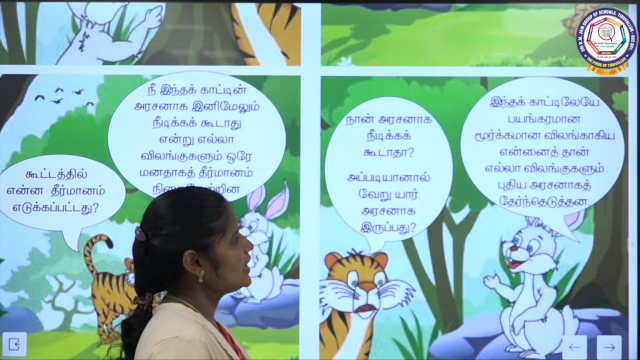 நீ இந்தக் காட்டின்
அரசனாக இனிமேலும்
நீடிக்கக் கூடாது
என்று எல்லா
விலங்குகளும் ஒரே
மனதாகத் தீர்மானம்
கூட்டத்தில்
என்ன தீர்மானம்
எடுக்கப்பட்டது?
நான் அரசனாக
நீடிக்கக்
கூடாதா?
அப்படியானால்
வேறு யார்
அரசனாக
இருப்பது?
இந்தக் காட்டிலேயே
பயங்கரமான
மூர்க்கமான விலங்காகிய
என்னைத் தான்
எல்லா விலங்குகளும்
புதிய அரசனாகத்
தேர்ந்தெடுத்தன